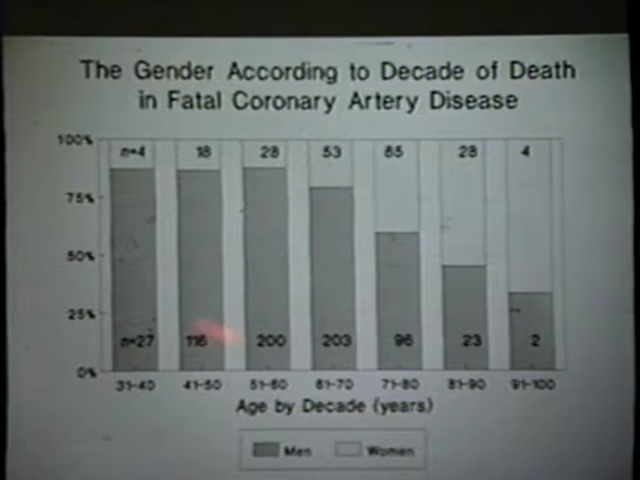 The Gender According to Decade of Death
in Fatal Coronary Artery Disease
100%
75%
50%
25%
0%
n=4 18 28 53 65 28 4
n=27 116 200 203 96 23 2
31-40 41-50 51-60 61-70 71-80 81-90 91-100
Age by Decade (years)
Men Women